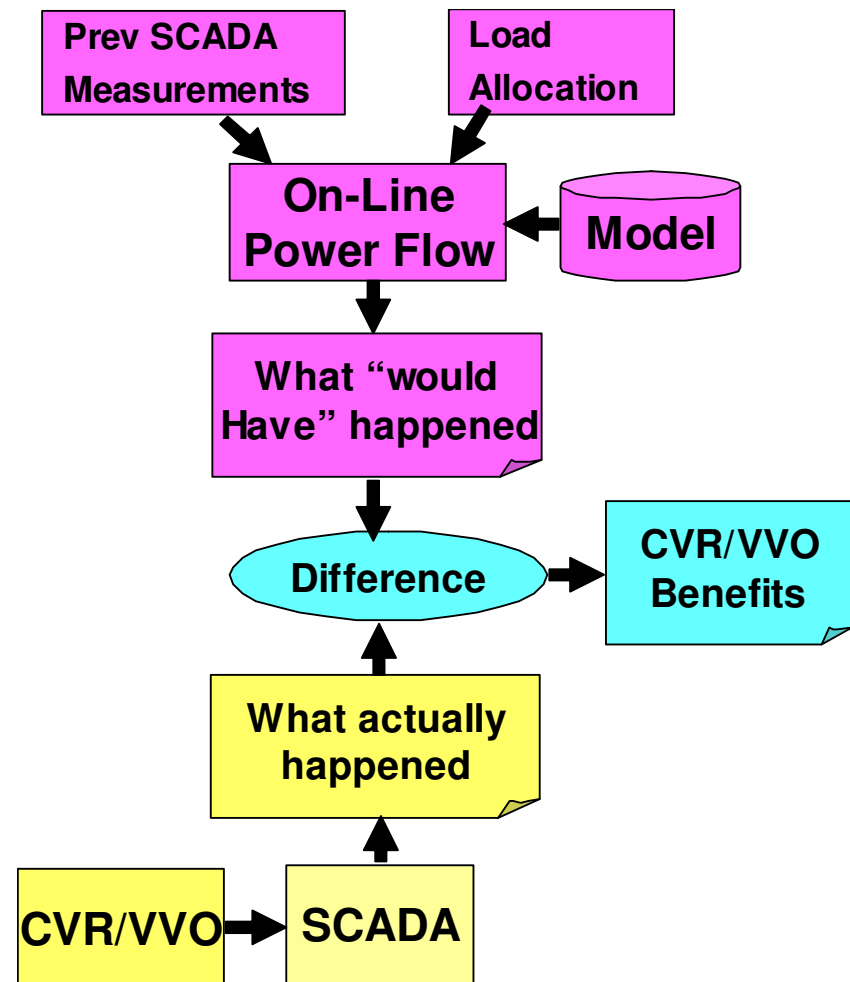 Prev SCADA
Measurements
Load
Allocation
On-Line
Power Flow
Model
What “would
Have” happened
Difference
CVR/VVO
Benefits
What actually
happened
CVR/VVO
SCADA